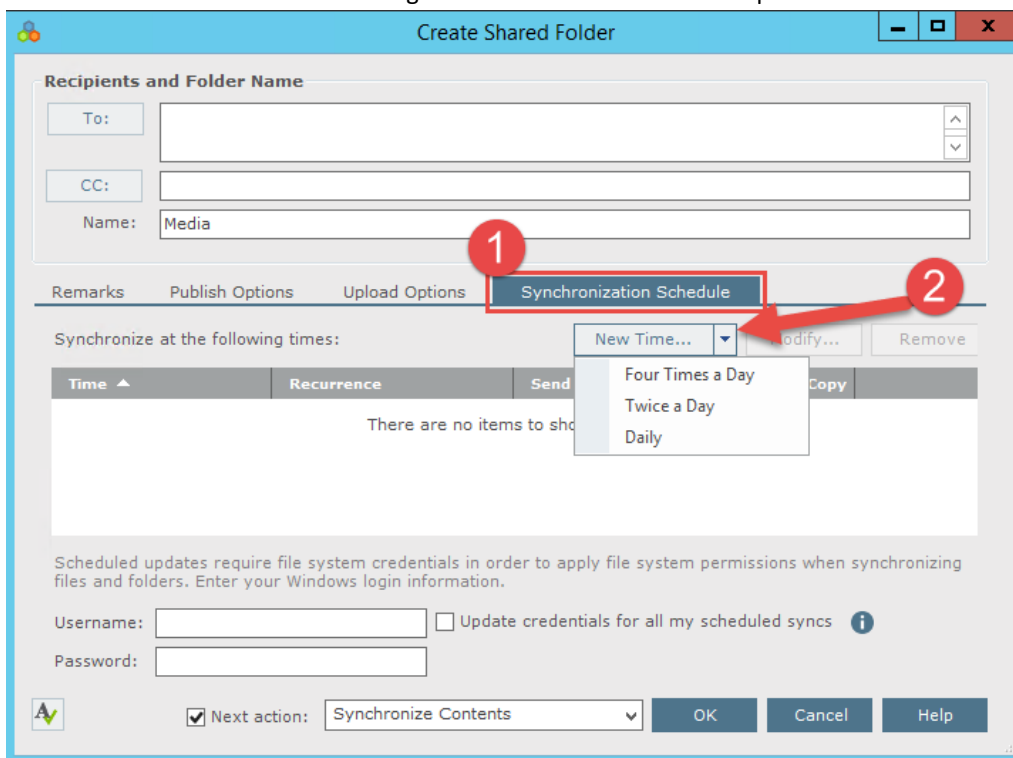 Create Shared Folder
Recipients and Folder Name
To:
CC:
Name: Media
1
Remarks Publish Options Upload Options Synchronization Schedule
2
Synchronize at the following times: New Time... Remove
Time Recurrence Send Copy
Four Times a Day
There are no items to
Twice a Day
Daily
Scheduled updates require file system credentials in order to apply file system permissions when synchronizing
files and folders. Enter your Windows login information.
Username: Update credentials for all my scheduled syncs i
Password:
Next action: Synchronize Contents OK Cancel Help